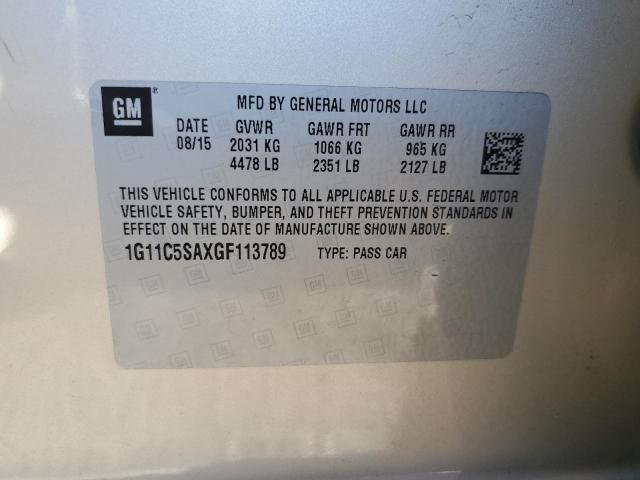 GM ®
MFD BY GENERAL MOTORS LLC
DATE GVWR GAWR FRT GAWR RR
08/15 2031 KG 1066 KG 965 KG
4478 LB 2351 LB 2127 LB
THIS VEHICLE CONFORMS TO ALL APPLICABLE U.S. FEDERAL MOTOR
VEHICLE SAFETY, BUMPER, AND THEFT PREVENTION STANDARDS IN
EFFECT ON THE DATE OF MANUFACTURE SHOWN ABOVE.
1G11C5SAXGF113789 TYPE: PASS CAR